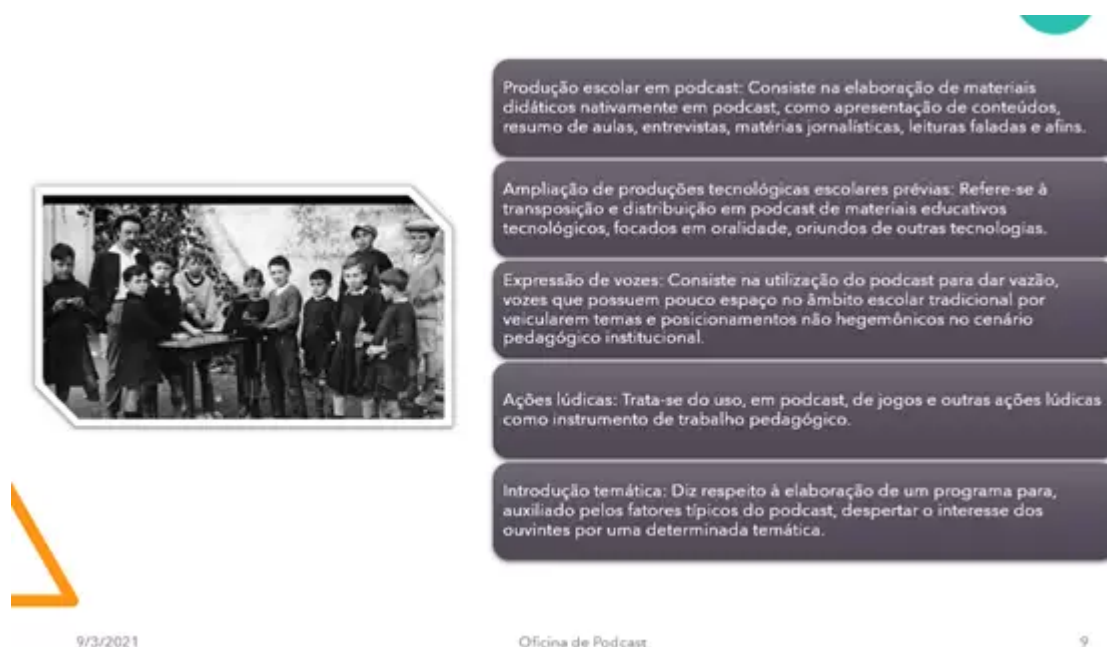 Produção escolar em podcast: Consiste na elaboração de materiais
didáticos nativamente em podcast, como apresentação de conteúdos,
resumo de aulas, entrevistas, matérias jornalísticas, leituras faladas e afins.
Ampliação de produções tecnológicas escolares prévias: Refere-se à
transposição e distribuição em podcast de materiais educativos
tecnológicos, focados em oralidade, oriundos de outras tecnologias.
Expressão de vozes: Consiste na utilização do podcast para dar vazão,
vozes que possuem pouco espaço no âmbito escolar tradicional por
veicularem temas e posicionamentos não hegemônicos no cenário
pedagógico institucional.
Ações lúdicas: Trata-se do uso, em podcast, de jogos e outras ações lúdicas
como instrumento de trabalho pedagógico.
Introdução temática: Diz respeito à elaboração de um programa para,
auxiliado pelos fatores típicos do podcast, despertar o interesse dos
ouvintes por uma determinada temática.
9/3/2021
Oficina de Podcast
9